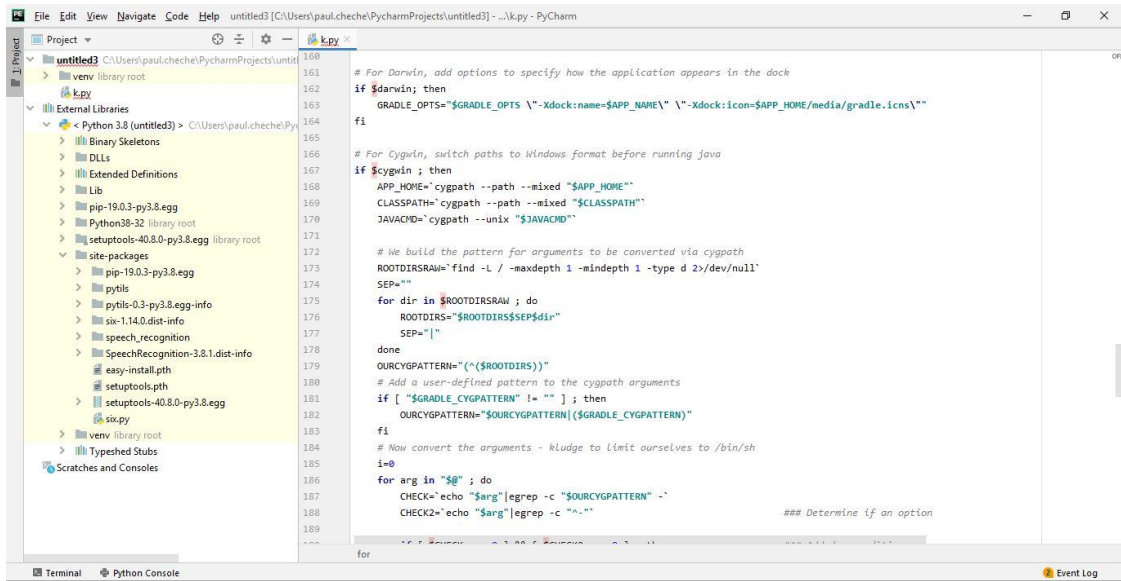 PE File Edit View Navigate Code Help untitled3 [C:\Users\paul.cheche\PycharmProjects\untitled3] - ...\k.py - PyCharm
1: Project
Project
untitled3 C:\Users\paul.cheche\PycharmProjects\untitl
venv library root
k.py
External Libraries
< Python 3.8 (untitled3) > C:\Users\paul.cheche\Pyc
Binary Skeletons
DLLs
Extended Definitions
Lib
pip-19.0.3-py3.8.egg
Python38-32 library root
setuptools-40.8.0-py3.8.egg library root
site-packages
pip-19.0.3-py3.8.egg
pytils
pytils-0.3-py3.8.egg-info
six-1.14.0.dist-info
speech_recognition
SpeechRecognition-3.8.1.dist-info
easy-install.pth
setuptools.pth
setuptools-40.8.0-py3.8.egg
six.py
venv library root
Typeshed Stubs
Scratches and Consoles
k.py
160
161 # For Darwin, add options to specify how the application appears in the dock
162 if $darwin; then
163 GRADLE_OPTS="$GRADLE_OPTS \"-Xdock:name=$APP_NAME\" \"-Xdock:icon=$APP_HOME/media/gradle.icns\""
164 fi
165
166 # For Cygwin, switch paths to Windows format before running java
167 if $cygwin ; then
168 APP_HOME=`cygpath --path --mixed "$APP_HOME"`
169 CLASSPATH=`cygpath --path --mixed "$CLASSPATH"`
170 JAVACMD=`cygpath --unix "$JAVACMD"`
171
172 # We build the pattern for arguments to be converted via cygpath
173 ROOTDIRSRAW=`find -L / -maxdepth 1 -mindepth 1 -type d 2>/dev/null`
174 SEP=""
175 for dir in $ROOTDIRSRAW ; do
176 ROOTDIRS="$ROOTDIRS$SEP$dir"
177 SEP="|"
178 done
179 OURCYGPATTERN="(^($ROOTDIRS))"
180 # Add a user-defined pattern to the cygpath arguments
181 if [ "$GRADLE_CYGPATTERN" != "" ] ; then
182 OURCYGPATTERN="$OURCYGPATTERN|($GRADLE_CYGPATTERN)"
183 fi
184 # Now convert the arguments - kludge to limit ourselves to /bin/sh
185 i=0
186 for arg in "$@" ; do
187 CHECK=`echo "$arg"|egrep -c "$OURCYGPATTERN" -`
188 CHECK2=`echo "$arg"|egrep -c "^-"` ### Determine if an option
189
for
Terminal Python Console 2 Event Log